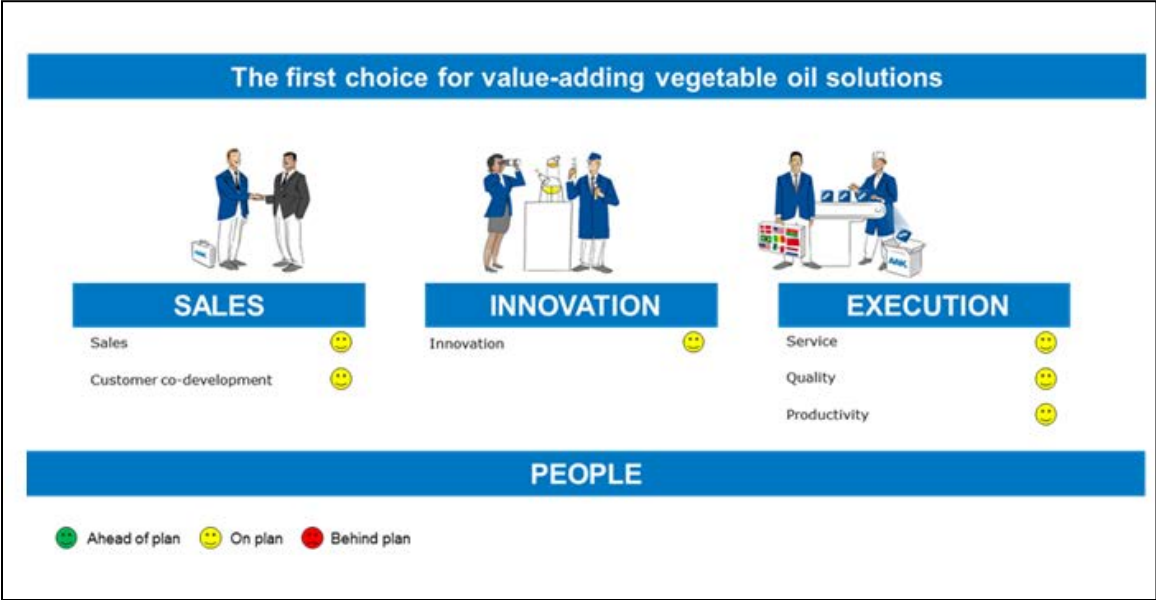 The first choice for value-adding vegetable oil solutions
SALES
Sales
Customer co-development
INNOVATION
Innovation
EXECUTION
Service
Quality
Productivity
AAK
PEOPLE
Ahead of plan On plan Behind plan